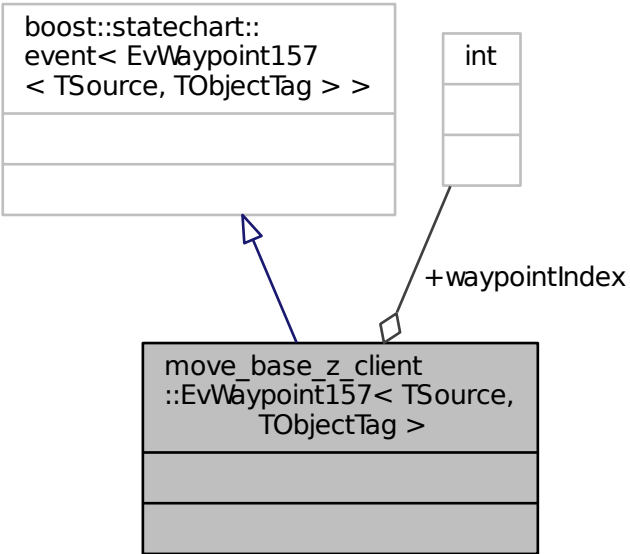 boost::statechart::
event< EvWaypoint157
< TSource, TObjectTag > >
int
+waypointIndex
move_base_z_client
::EvWaypoint157< TSource,
TObjectTag >